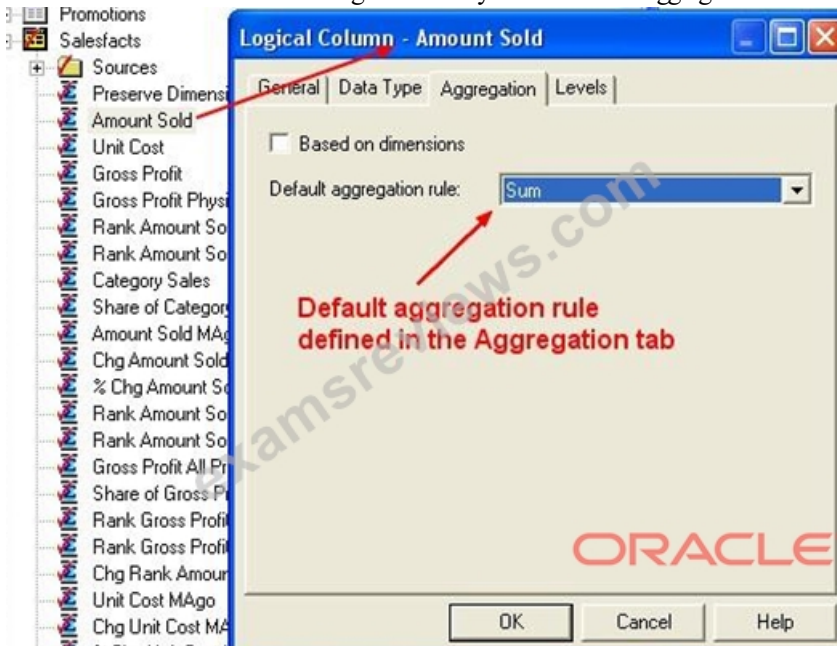 Promotions
Salesfacts
Sources
Preserve Dimensi
Amount Sold
Unit Cost
Gross Profit
Gross Profit Physi
Rank Amount So
Rank Amount So
Category Sales
Share of Category
Amount Sold MAg
Chg Amount Sold
% Chg Amount So
Rank Amount So
Rank Amount So
Gross Profit All Pr
Share of Gross Pr
Rank Gross Profit
Rank Gross Profit
Chg Rank Amour
Unit Cost MAgo
Chg Unit Cost MA
Logical Column - Amount Sold
General Data Type Aggregation Levels
Based on dimensions
Default aggregation rule: Sum
Default aggregation rule
defined in the Aggregation tab
examsreviews.com
ORACLE
OK Cancel Help